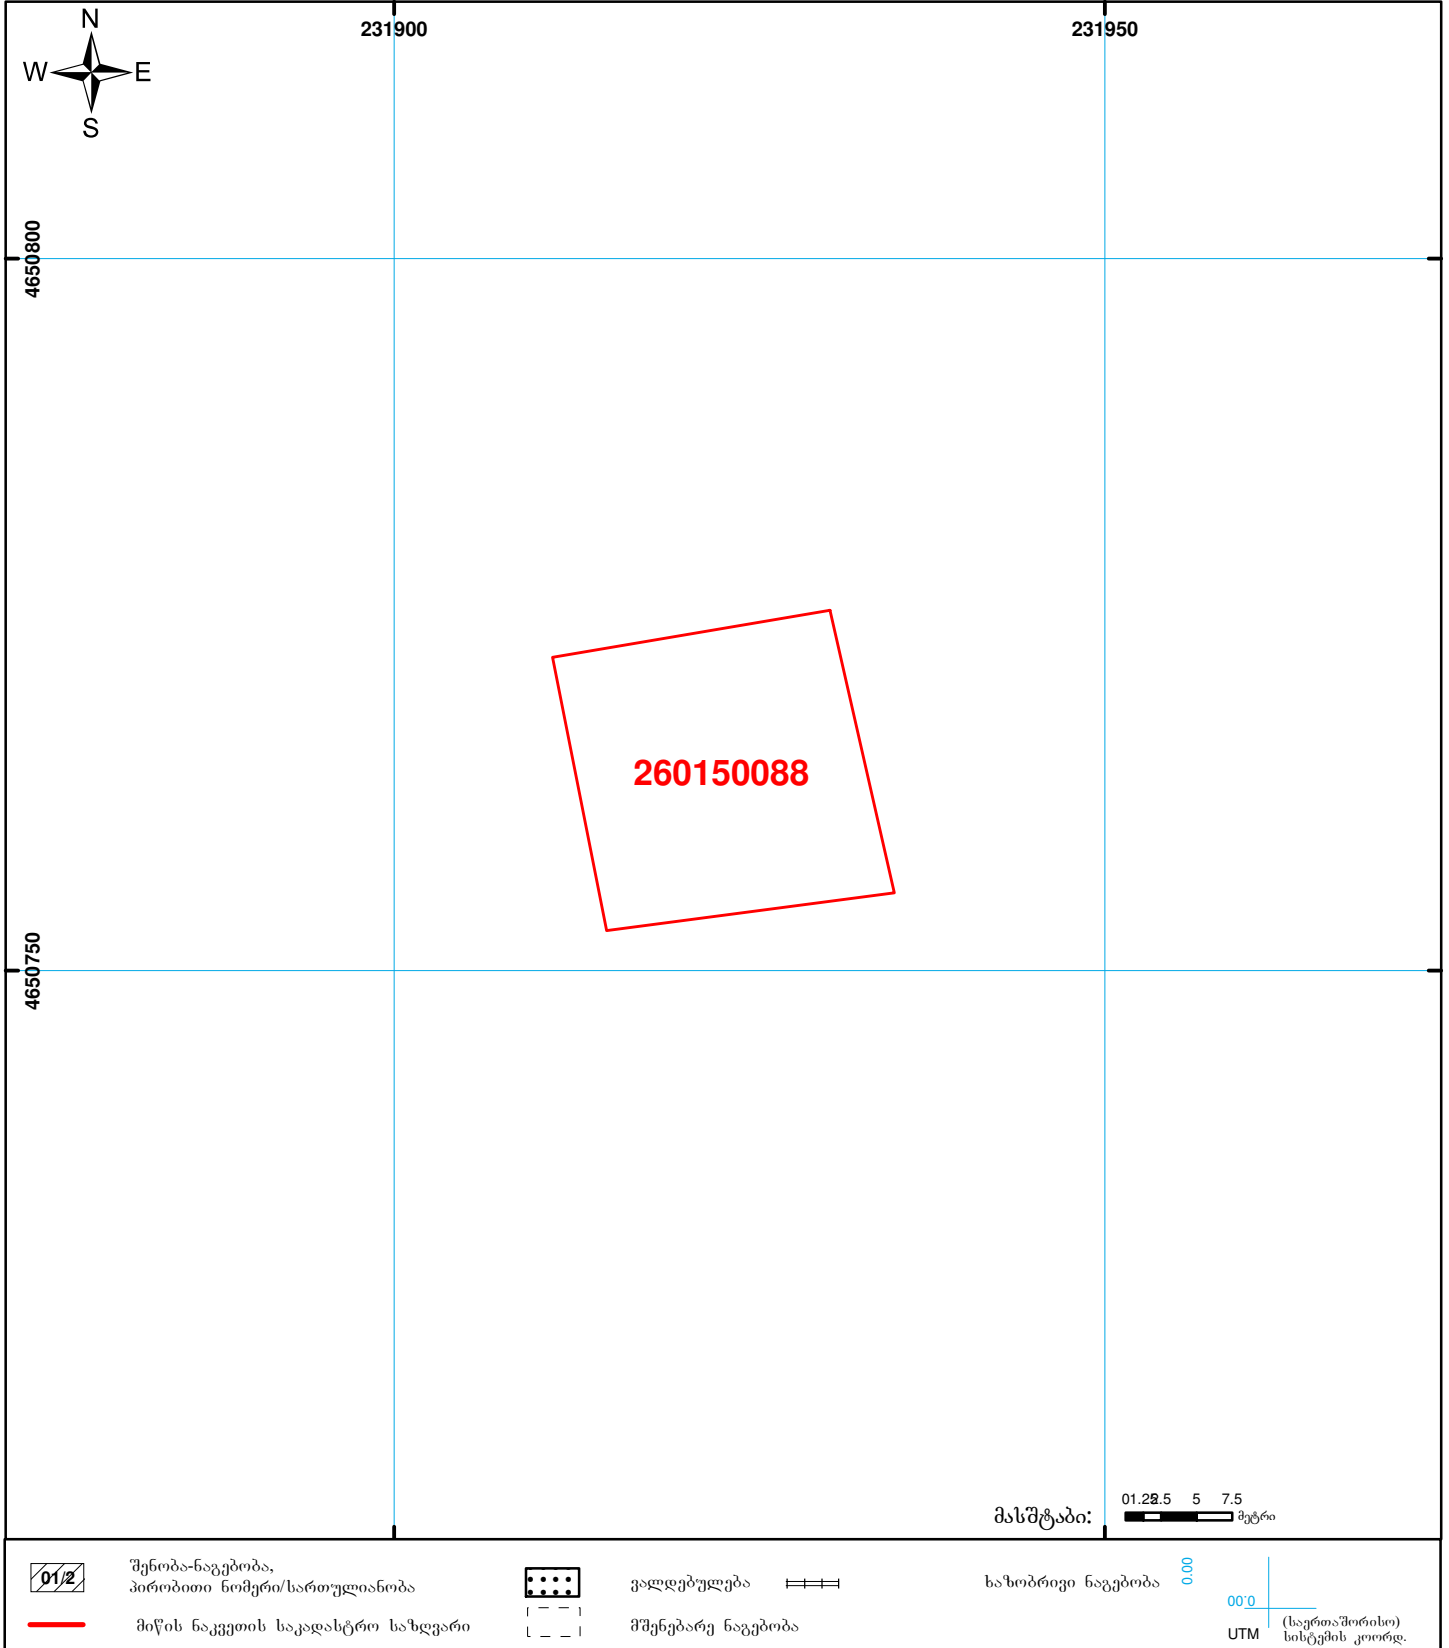 N
W E
S
231900
231950
4650800
4650750
260150088
მასშტაბი:
0 1.25 2.5 5 7.5
მეტრი
01/2
შენობა-ნაგებობა,
პირობითი ნომერი/სართულიანობა
მიწის ნაკვეთის საკადასტრო საზღვარი
ვალდებულება
მშენებარე ნაგებობა
ხაზობრივი ნაგებობა
0.00
00.0
UTM
(საერთაშორისო)
სისტემის კოორდ.